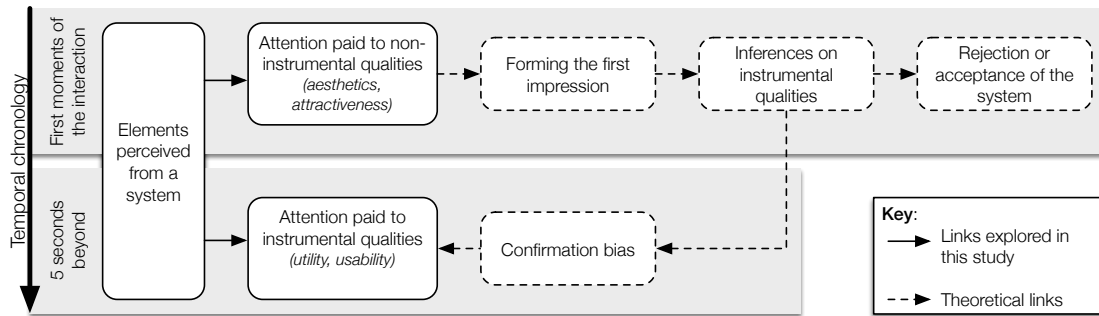 Temporal chronology
First moments of
the interaction
5 seconds
beyond
Elements
perceived
from a
system
Attention paid to non-
instrumental qualities
(aesthetics,
attractiveness)
Forming the first
impression
Inferences on
instrumental
qualities
Rejection or
acceptance of the
system
Attention paid to
instrumental qualities
(utility, usability)
Confirmation bias
Key:
Links explored in
this study
Theoretical links